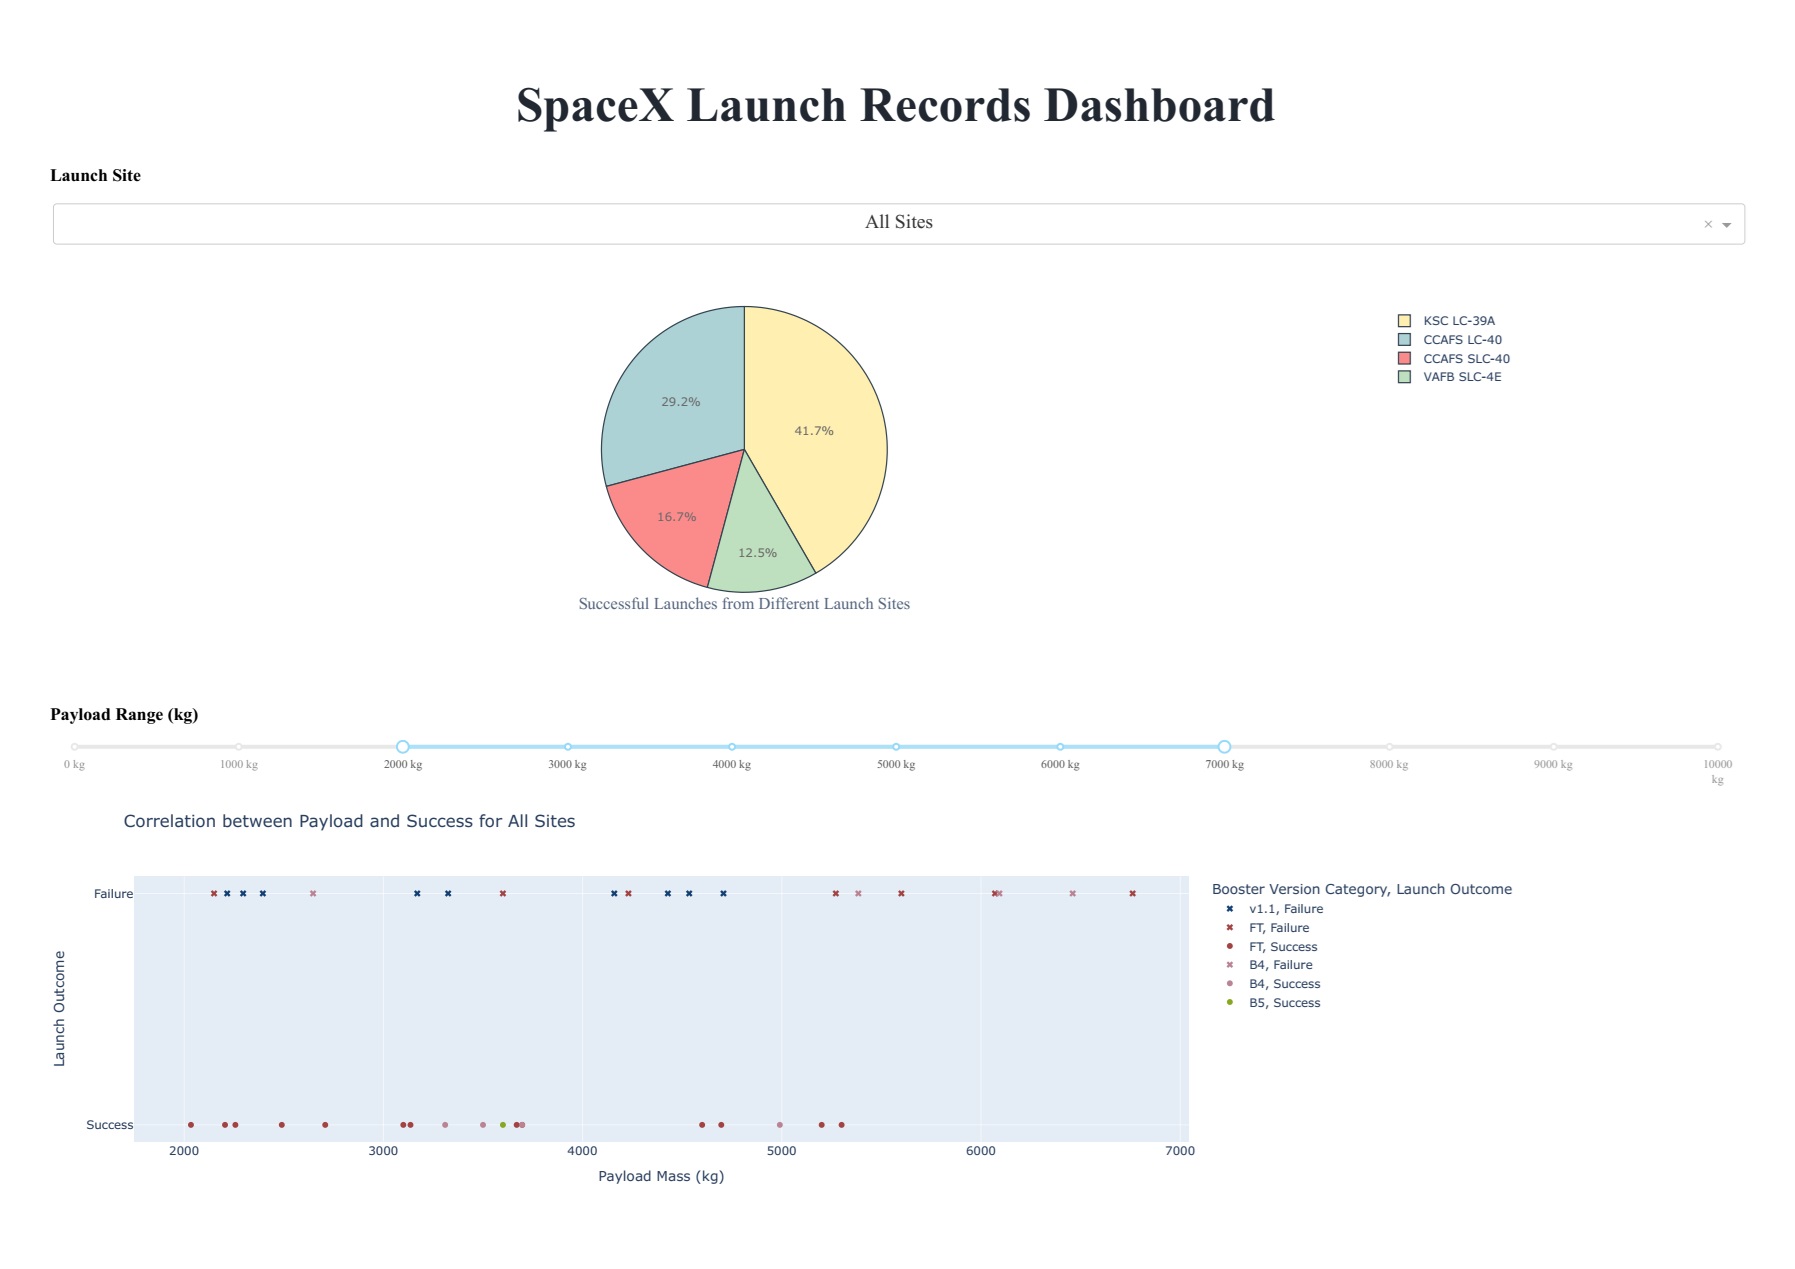 SpaceX Launch Records Dashboard
Launch Site
All Sites
×
KSC LC-39A
CCAFS LC-40
CCAFS SLC-40
VAFB SLC-4E
29.2%
41.7%
16.7%
12.5%
Successful Launches from Different Launch Sites
Payload Range (kg)
0 kg 1000 kg 2000 kg 3000 kg 4000 kg 5000 kg 6000 kg 7000 kg 8000 kg 9000 kg 10000
kg
Correlation between Payload and Success for All Sites
Failure
Success
Launch Outcome
2000 3000 4000 5000 6000 7000
Payload Mass (kg)
Booster Version Category, Launch Outcome
v1.1, Failure
FT, Failure
FT, Success
B4, Failure
B4, Success
B5, Success